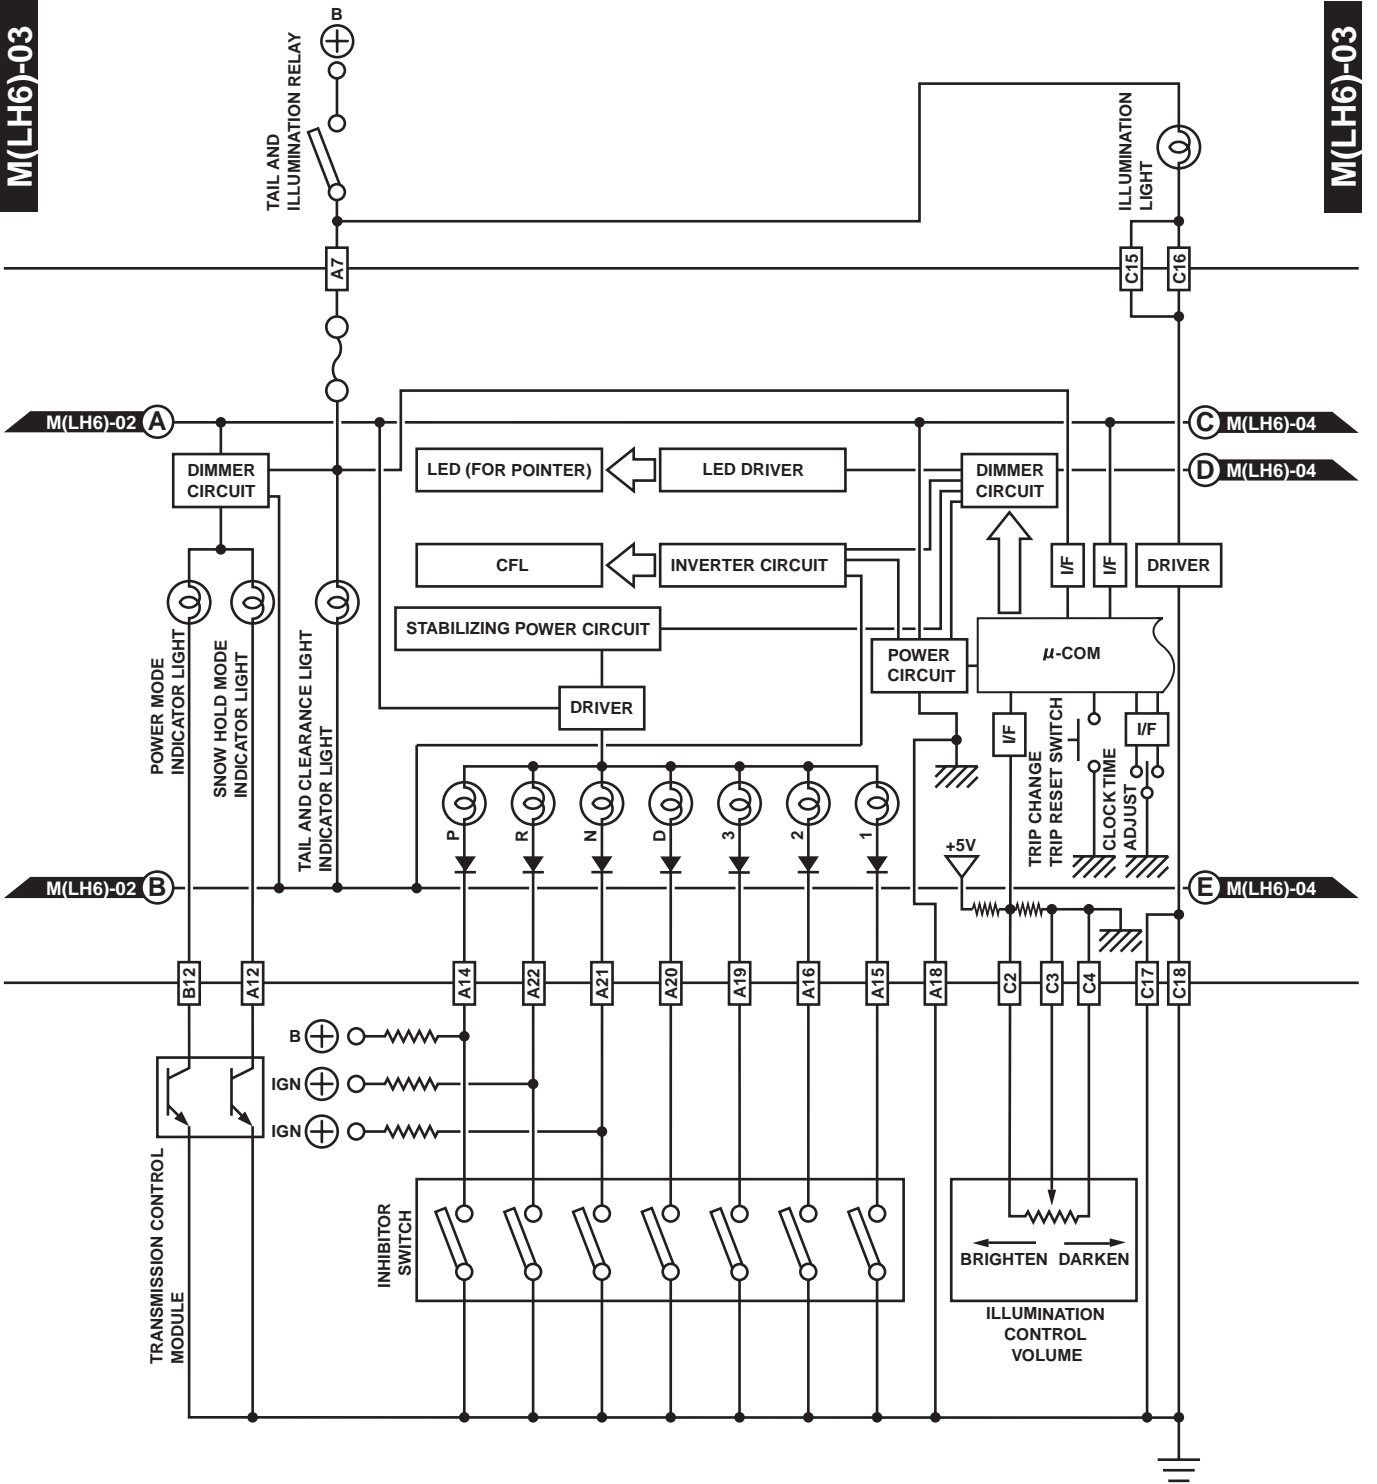 M(LH6)-03
M(LH6)-03
B
TAIL AND
ILLUMINATION RELAY
ILLUMINATION
LIGHT
A7
C15
C16
M(LH6)-02
A
C
M(LH6)-04
DIMMER
CIRCUIT
LED (FOR POINTER)
LED DRIVER
DIMMER
CIRCUIT
D
M(LH6)-04
CFL
INVERTER CIRCUIT
I/F
I/F
DRIVER
STABILIZING POWER CIRCUIT
POWER
CIRCUIT
μ-COM
POWER MODE
INDICATOR LIGHT
SNOW HOLD MODE
INDICATOR LIGHT
TAIL AND CLEARANCE LIGHT
INDICATOR LIGHT
DRIVER
I/F
TRIP CHANGE
TRIP RESET SWITCH
CLOCK TIME
ADJUST
I/F
P
R
N
D
3
2
1
+5V
M(LH6)-02
B
E
M(LH6)-04
B12
A12
A14
A22
A21
A20
A19
A16
A15
A18
C2
C3
C4
C17
C18
B
IGN
IGN
TRANSMISSION CONTROL
MODULE
INHIBITOR
SWITCH
BRIGHTEN
DARKEN
ILLUMINATION
CONTROL
VOLUME